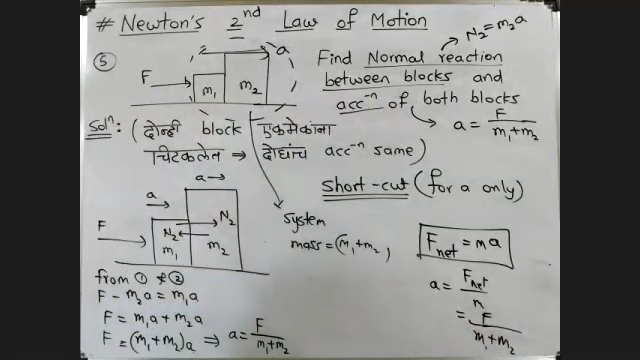 # Newton's 2nd Law of Motion
⑤
a
F
m₁
m₂
Find Normal reaction → N₂ = m₂a
between blocks and
accⁿ of both blocks
→ a = F/(m₁+m₂)
Solⁿ: (दोन्ही block एकमेकांना
चिटकलेत ⇒ दोघांच accⁿ same)
short-cut (for a only)
a →
a
F
N₂
N₂
m₁
m₂
System
mass = (m₁+m₂)
Fnet = ma
a = Fnet/m
= F/(m₁+m₂)
from ① & ②
F - m₂a = m₁a
F = m₁a + m₂a
F = (m₁+m₂)a ⇒ a = F/(m₁+m₂)